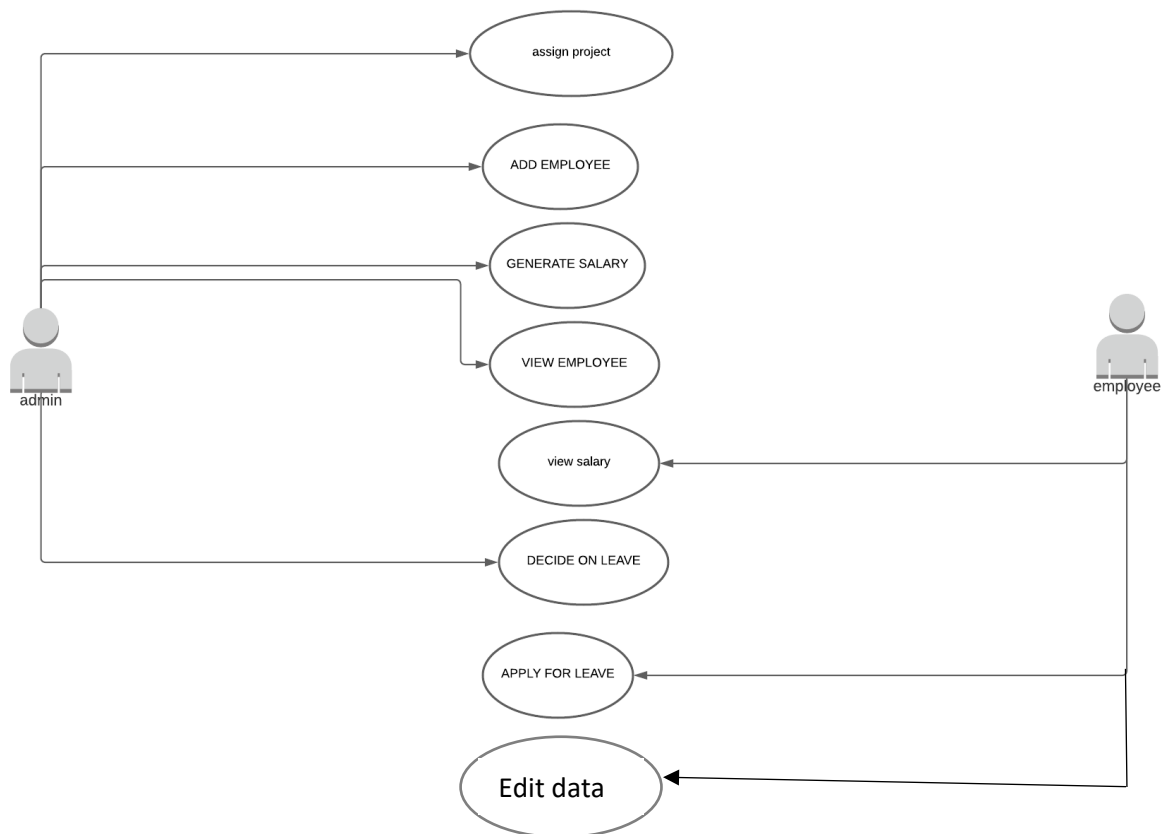 assign project
ADD EMPLOYEE
GENERATE SALARY
VIEW EMPLOYEE
admin
employee
view salary
DECIDE ON LEAVE
APPLY FOR LEAVE
Edit data